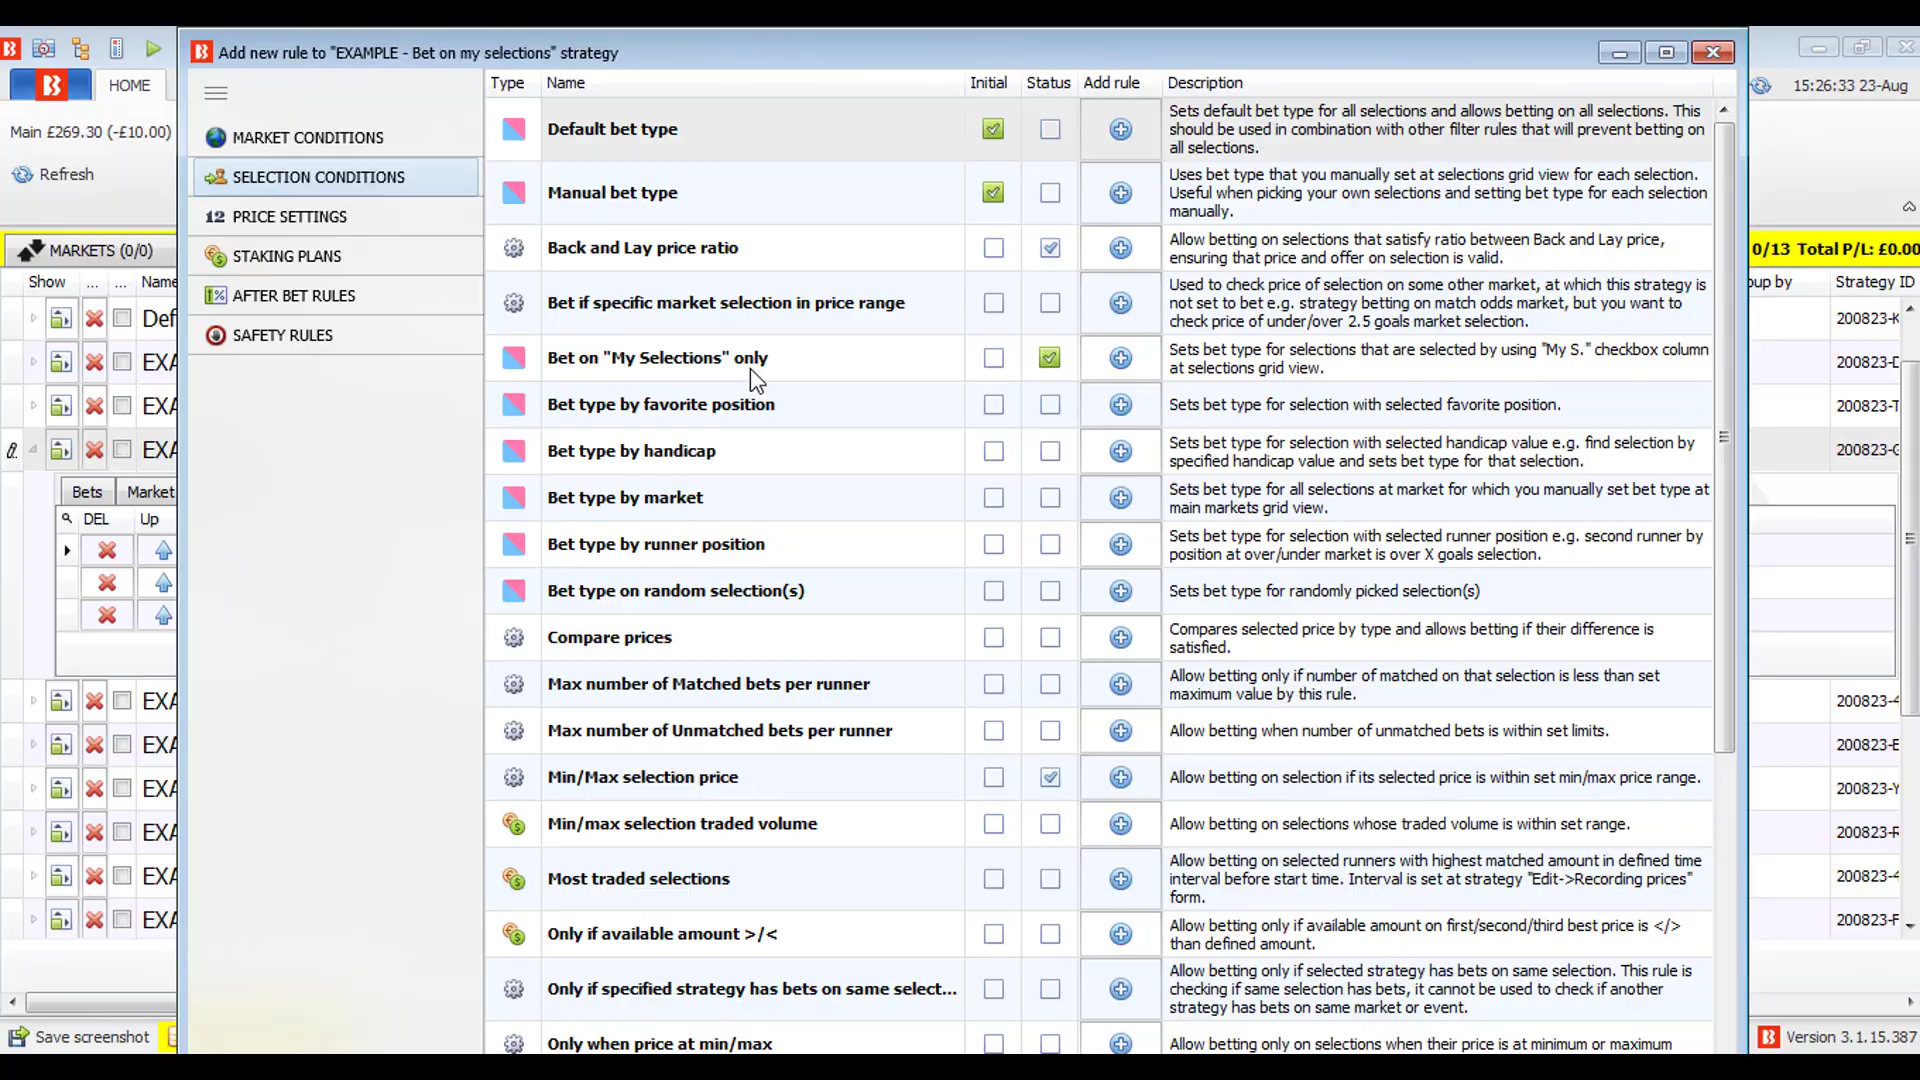 Add new rule to "EXAMPLE - Bet on my selections" strategy
HOME
15:26:33 23-Aug
Main £269.30 (-£10.00)
Refresh
MARKETS (0/0)
0/13 Total P/L: £0.00
Show ... ... Name
Strategy ID
MARKET CONDITIONS
SELECTION CONDITIONS
12 PRICE SETTINGS
STAKING PLANS
AFTER BET RULES
SAFETY RULES
Type Name Initial Status Add rule Description
Default bet type
Sets default bet type for all selections and allows betting on all selections. This
should be used in combination with other filter rules that will prevent betting on
all selections.
Manual bet type
Uses bet type that you manually set at selections grid view for each selection.
Useful when picking your own selections and setting bet type for each selection
manually.
Back and Lay price ratio
Allow betting on selections that satisfy ratio between Back and Lay price,
ensuring that price and offer on selection is valid.
Bet if specific market selection in price range
Used to check price of selection on some other market, at which this strategy is
not set to bet e.g. strategy betting on match odds market, but you want to
check price of under/over 2.5 goals market selection.
Bet on "My Selections" only
Sets bet type for selections that are selected by using "My S." checkbox column
at selections grid view.
Bet type by favorite position
Sets bet type for selection with selected favorite position.
Bet type by handicap
Sets bet type for selection with selected handicap value e.g. find selection by
specified handicap value and sets bet type for that selection.
Bet type by market
Sets bet type for all selections at market for which you manually set bet type at
main markets grid view.
Bet type by runner position
Sets bet type for selection with selected runner position e.g. second runner by
position at over/under market is over X goals selection.
Bet type on random selection(s)
Sets bet type for randomly picked selection(s)
Compare prices
Compares selected price by type and allows betting if their difference is
satisfied.
Max number of Matched bets per runner
Allow betting only if number of matched on that selection is less than set
maximum value by this rule.
Max number of Unmatched bets per runner
Allow betting when number of unmatched bets is within set limits.
Min/Max selection price
Allow betting on selection if its selected price is within set min/max price range.
Min/max selection traded volume
Allow betting on selections whose traded volume is within set range.
Most traded selections
Allow betting on selected runners with highest matched amount in defined time
interval before start time. Interval is set at strategy "Edit->Recording prices"
form.
Only if available amount >/<
Allow betting only if available amount on first/second/third best price is </>
than defined amount.
Only if specified strategy has bets on same select...
Allow betting only if selected strategy has bets on same selection. This rule is
checking if same selection has bets, it cannot be used to check if another
strategy has bets on same market or event.
Only when price at min/max
Allow betting only on selections when their price is at minimum or maximum
Bets Market
DEL Up
Save screenshot
Version 3.1.15.387